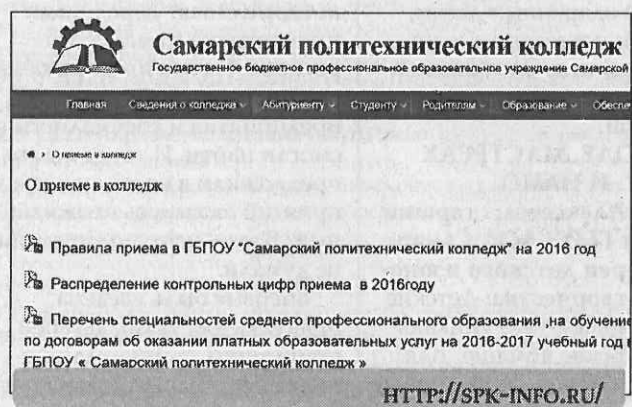 Самарский политехнический колледж
Государственное бюджетное профессиональное образовательное учреждение Самарской
Главная Сведения о колледже Абитуриенту Студенту Родителям Образование Обеспе
О приеме в колледж
О приеме в колледж
Правила приема в ГБПОУ "Самарский политехнический колледж" на 2016 год
Распределение контрольных цифр приема в 2016году
Перечень специальностей среднего профессионального образования ,на обучение
по договорам об оказании платных образовательных услуг на 2016-2017 учебный год
ГБПОУ « Самарский политехнический колледж »
HTTP://SPK-INFO.RU/